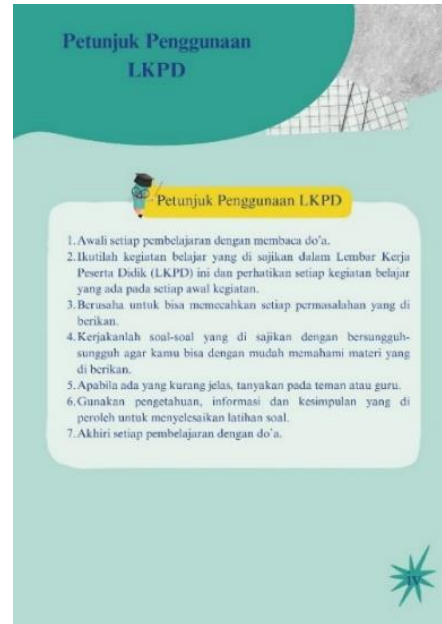 Petunjuk Penggunaan
LKPD
Petunjuk Penggunaan LKPD
1.Awali setiap pembelajaran dengan membaca do'a.
2.Ikutilah kegiatan belajar yang di sajikan dalam Lembar Kerja
Peserta Didik (LKPD) ini dan perhatikan setiap kegiatan belajar
yang ada pada setiap awal kegiatan.
3.Berusaha untuk bisa memecahkan setiap permasalahan yang di
berikan.
4.Kerjakanlah soal-soal yang di sajikan dengan bersungguh-
sungguh agar kamu bisa dengan mudah memahami materi yang
di berikan.
5.Apabila ada yang kurang jelas, tanyakan pada teman atau guru.
6.Gunakan pengetahuan, informasi dan kesimpulan yang di
peroleh untuk menyelesaikan latihan soal.
7.Akhiri setiap pembelajaran dengan do'a.
IV